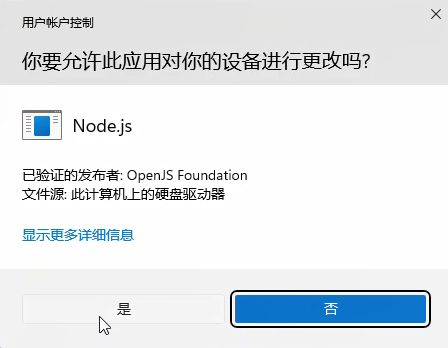 用户帐户控制
你要允许此应用对你的设备进行更改吗?
Node.js
已验证的发布者: OpenJS Foundation
文件源: 此计算机上的硬盘驱动器
显示更多详细信息
是
否